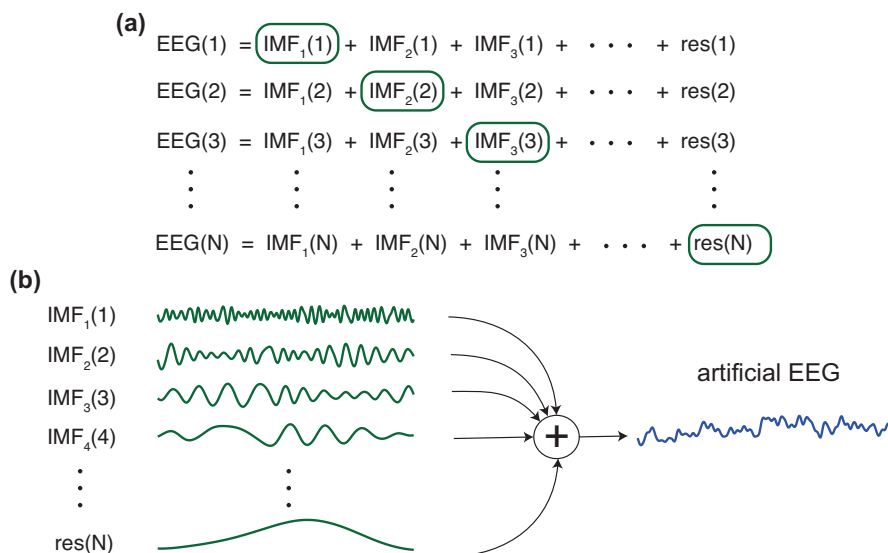 (a)
EEG(1) = IMF₁(1) + IMF₂(1) + IMF₃(1) + · · · + res(1)
EEG(2) = IMF₁(2) + IMF₂(2) + IMF₃(2) + · · · + res(2)
EEG(3) = IMF₁(3) + IMF₂(3) + IMF₃(3) + · · · + res(3)
EEG(N) = IMF₁(N) + IMF₂(N) + IMF₃(N) + · · · + res(N)
(b)
IMF₁(1)
IMF₂(2)
IMF₃(3)
IMF₄(4)
res(N)
+
artificial EEG